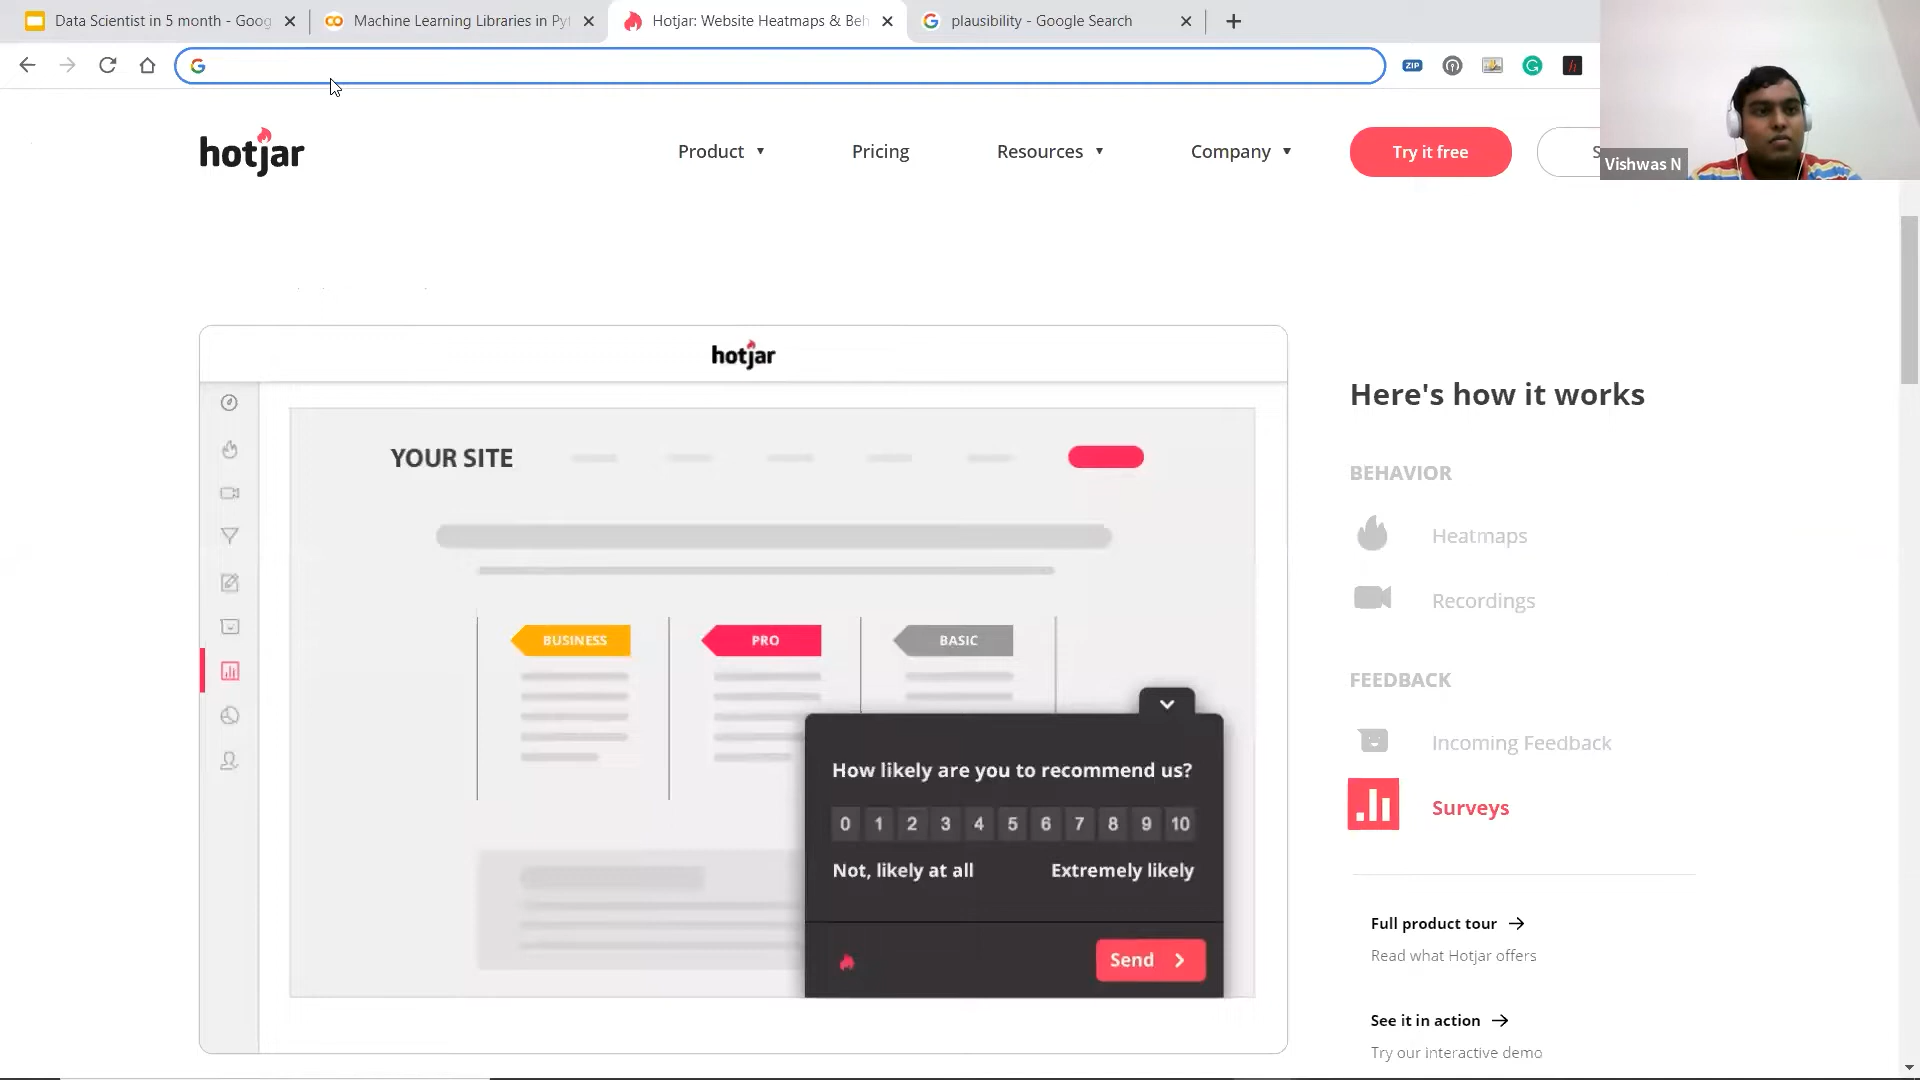 Data Scientist in 5 month - Goog
Machine Learning Libraries in Pyt
Hotjar: Website Heatmaps & Beh
plausibility - Google Search
ZIP
hotjar
Product
Pricing
Resources
Company
Try it free
S
Vishwas N
hotjar
Here's how it works
YOUR SITE
BEHAVIOR
Heatmaps
Recordings
BUSINESS
PRO
BASIC
FEEDBACK
Incoming Feedback
How likely are you to recommend us?
Surveys
0 1 2 3 4 5 6 7 8 9 10
Not, likely at all
Extremely likely
Full product tour →
Read what Hotjar offers
Send
See it in action →
Try our interactive demo